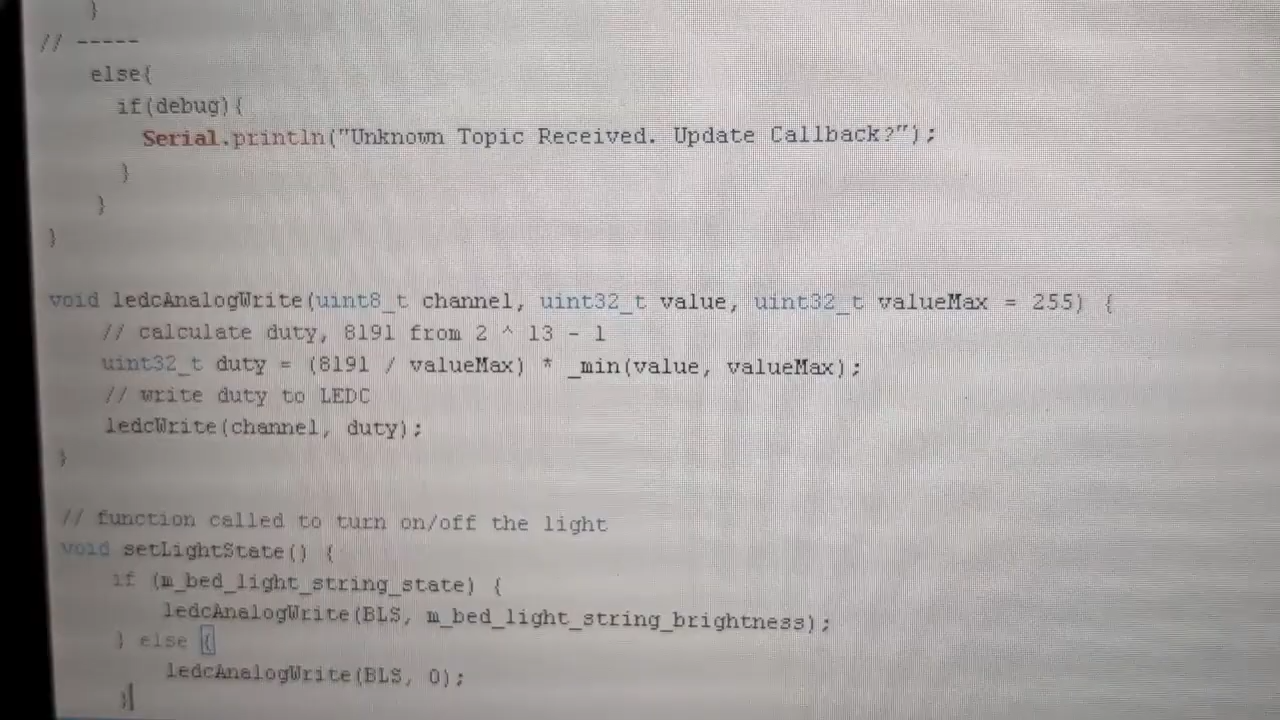 }
// -----
else{
if(debug){
Serial.println("Unknown Topic Received. Update Callback?");
}
}
}
void ledcAnalogWrite(uint8_t channel, uint32_t value, uint32_t valueMax = 255) {
// calculate duty, 8191 from 2 ^ 13 - 1
uint32_t duty = (8191 / valueMax) * _min(value, valueMax);
// write duty to LEDC
ledcWrite(channel, duty);
}
// function called to turn on/off the light
void setLightState() {
if (m_bed_light_string_state) {
ledcAnalogWrite(BLS, m_bed_light_string_brightness);
} else {
ledcAnalogWrite(BLS, 0);
}